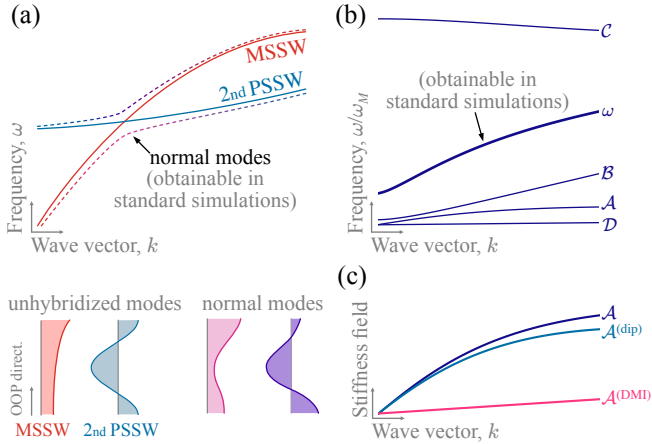 (a)
MSSW
2nd PSSW
normal modes
(obtainable in
standard simulations)
Frequency, ω
Wave vector, k
unhybridized modes
normal modes
OOP direct.
MSSW
2nd PSSW
(b)
𝒞
(obtainable in
standard simulations)
ω
ℬ
𝒜
𝒟
Frequency, ω/ω_M
Wave vector, k
(c)
𝒜
𝒜^(dip)
𝒜^(DMI)
Stiffness field
Wave vector, k